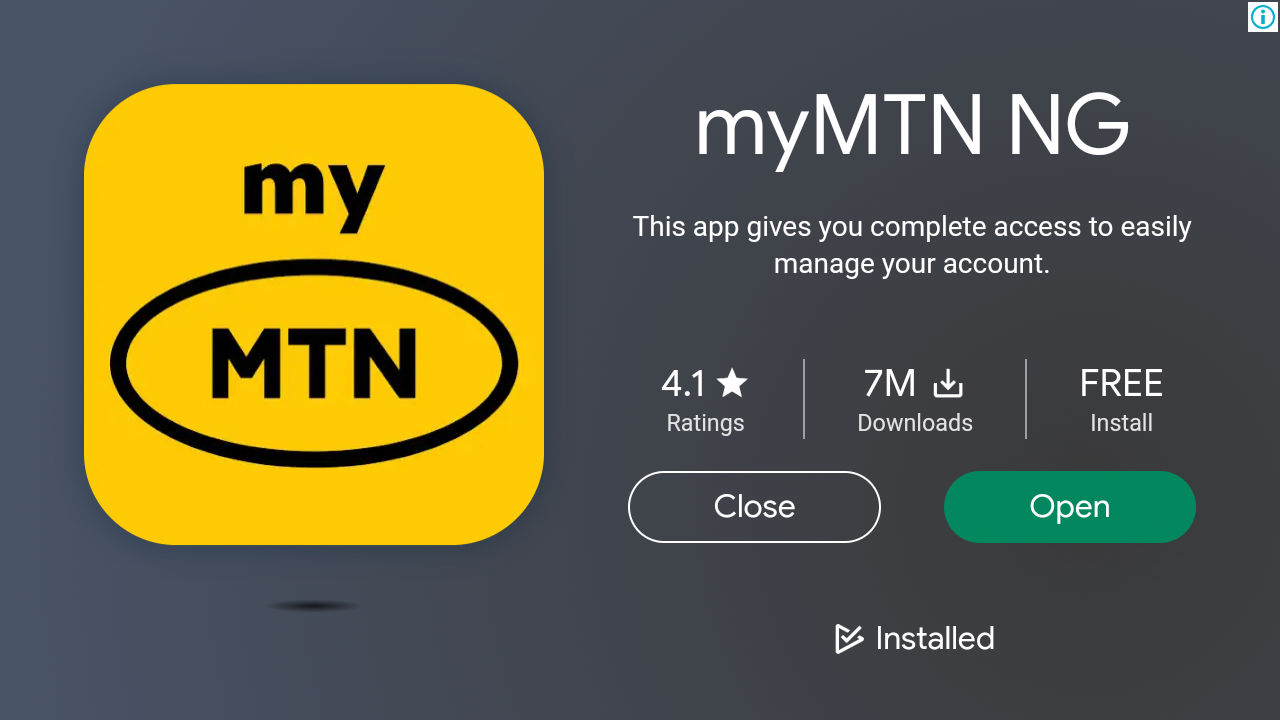 my
MTN
myMTN NG
This app gives you complete access to easily
manage your account.
4.1 7M FREE
Ratings Downloads Install
Close Open
Installed